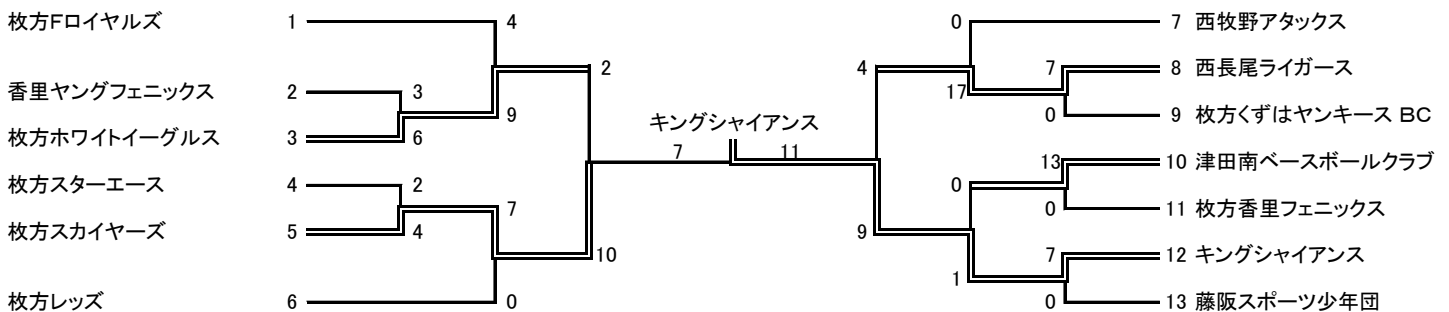 枚方Fロイヤルズ 1 4 0 7 西牧野アタックス
2 4 7 8 西長尾ライガース
香里ヤングフェニックス 2 3 17
9 0 9 枚方くずはヤンキース BC
枚方ホワイトイーグルス 3 6 キングシャイアンス
7 11 13 10 津田南ベースボールクラブ
枚方スターエース 4 2 0
7 0 11 枚方香里フェニックス
枚方スカイヤーズ 5 4 9
10 7 12 キングシャイアンス
1
枚方レッズ 6 0 0 13 藤阪スポーツ少年団